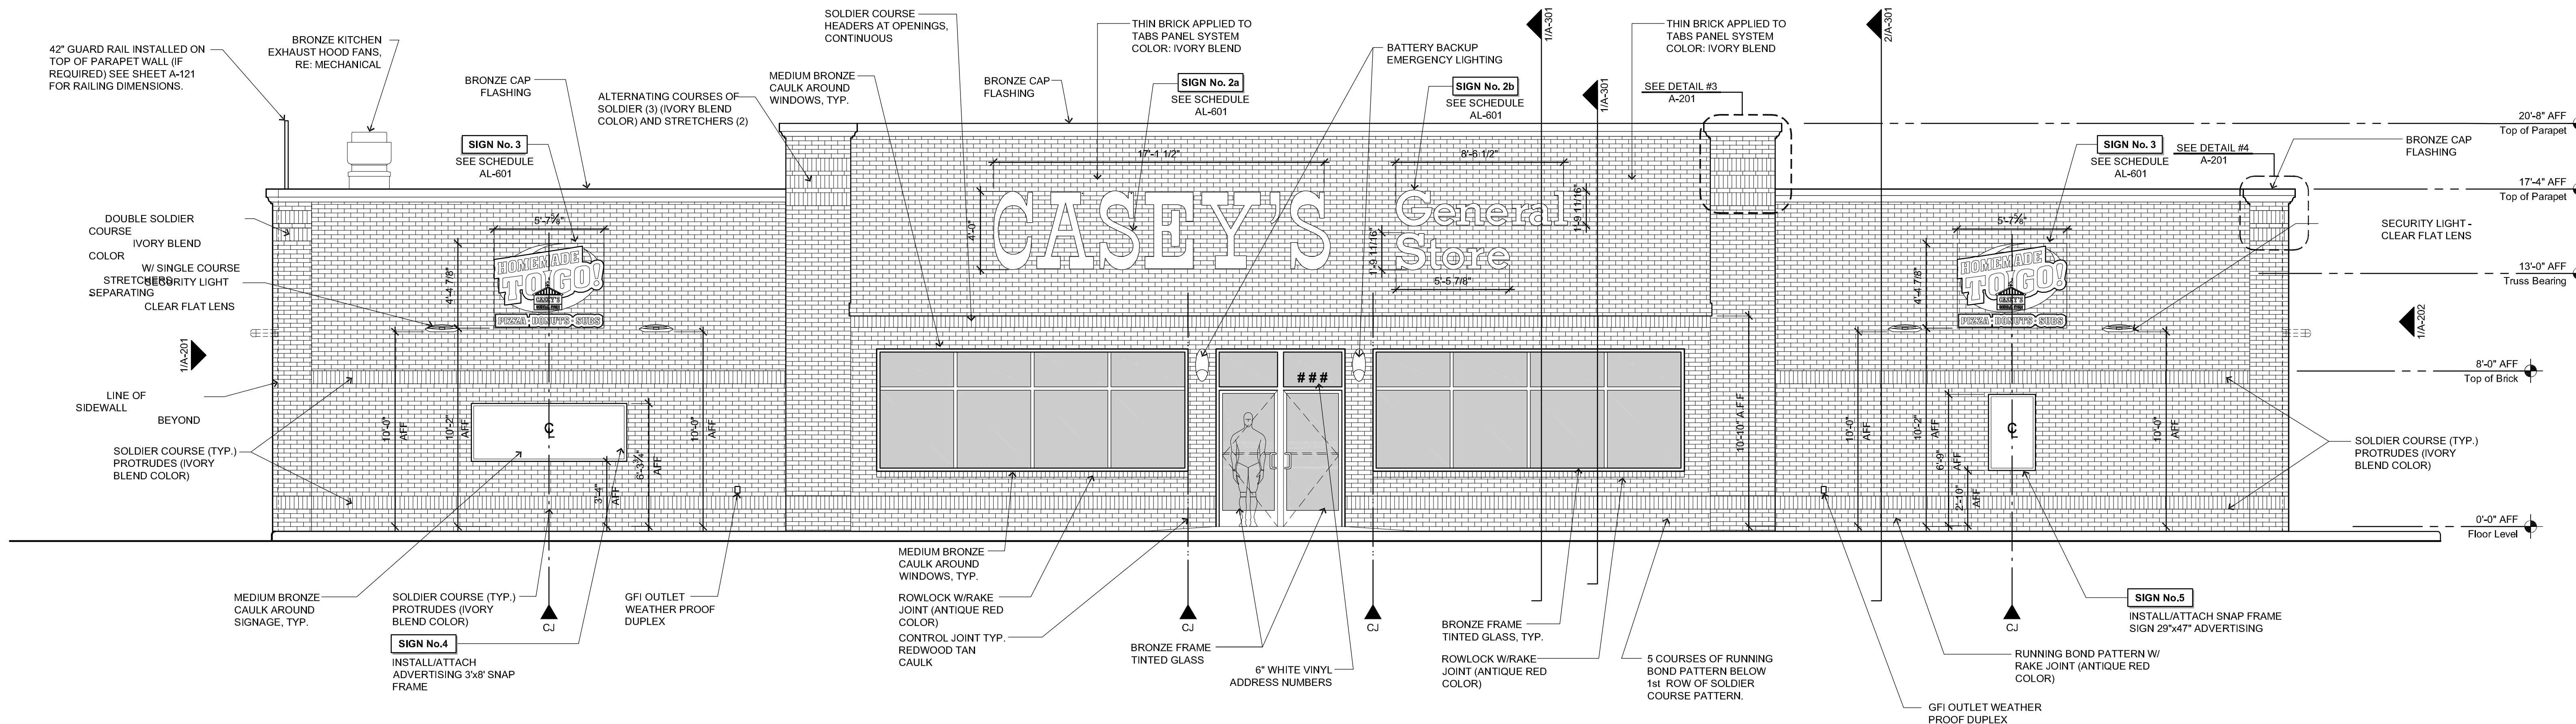 42" GUARD RAIL INSTALLED ON
TOP OF PARAPET WALL (IF
REQUIRED) SEE SHEET A-121
FOR RAILING DIMENSIONS.
BRONZE KITCHEN
EXHAUST HOOD FANS,
RE: MECHANICAL
BRONZE CAP
FLASHING
SIGN No. 3
SEE SCHEDULE
AL-601
ALTERNATING COURSES OF
SOLDIER (3) (IVORY BLEND
COLOR) AND STRETCHERS (2)
SOLDIER COURSE
HEADERS AT OPENINGS,
CONTINUOUS
MEDIUM BRONZE
CAULK AROUND
WINDOWS, TYP.
BRONZE CAP
FLASHING
THIN BRICK APPLIED TO
TABS PANEL SYSTEM
COLOR: IVORY BLEND
SIGN No. 2a
SEE SCHEDULE
AL-601
BATTERY BACKUP
EMERGENCY LIGHTING
SIGN No. 2b
SEE SCHEDULE
AL-601
1/A-301
1/A-301
THIN BRICK APPLIED TO
TABS PANEL SYSTEM
COLOR: IVORY BLEND
SEE DETAIL #3
A-201
2/A-301
SIGN No. 3
SEE SCHEDULE
AL-601
SEE DETAIL #4
A-201
BRONZE CAP
FLASHING
20'-8" AFF
Top of Parapet
17'-4" AFF
Top of Parapet
SECURITY LIGHT -
CLEAR FLAT LENS
13'-0" AFF
Truss Bearing
1/A-202
8'-0" AFF
Top of Brick
SOLDIER COURSE (TYP.)
PROTRUDES (IVORY
BLEND COLOR)
0'-0" AFF
Floor Level
DOUBLE SOLDIER
COURSE
IVORY BLEND
COLOR
W/ SINGLE COURSE
STRETCHERS
SECURITY LIGHT
SEPARATING
-
CLEAR FLAT LENS
1/A-201
LINE OF
SIDEWALL
BEYOND
SOLDIER COURSE (TYP.)
PROTRUDES (IVORY
BLEND COLOR)
5'-7⅞"
4'-4 7/8"
HOMEMADE
TO GO!
CASEY'S
PIZZA · DONUTS · SUBS
10'-0"
AFF
10'-2"
AFF
CL
3'-4"
AFF
6'-3¾"
AFF
10'-0"
AFF
17'-1 1/2"
4'-0"
CASEY'S
8'-6 1/2"
General
Store
1'-9 11/16"
1'-9 11/16"
5'-5 7/8"
###
10'-10" A.F.F.
5'-7⅞"
4'-4 7/8"
HOMEMADE
TO GO!
CASEY'S
PIZZA · DONUTS · SUBS
10'-0"
AFF
10'-2"
AFF
6'-9"
AFF
2'-10"
AFF
CL
10'-0"
AFF
MEDIUM BRONZE
CAULK AROUND
SIGNAGE, TYP.
SOLDIER COURSE (TYP.)
PROTRUDES (IVORY
BLEND COLOR)
SIGN No.4
INSTALL/ATTACH
ADVERTISING 3'x8' SNAP
FRAME
CJ
GFI OUTLET
WEATHER PROOF
DUPLEX
MEDIUM BRONZE
CAULK AROUND
WINDOWS, TYP.
ROWLOCK W/RAKE
JOINT (ANTIQUE RED
COLOR)
CONTROL JOINT TYP.
REDWOOD TAN
CAULK
CJ
BRONZE FRAME
TINTED GLASS
6" WHITE VINYL
ADDRESS NUMBERS
CJ
BRONZE FRAME
TINTED GLASS, TYP.
ROWLOCK W/RAKE
JOINT (ANTIQUE RED
COLOR)
5 COURSES OF RUNNING
BOND PATTERN BELOW
1st ROW OF SOLDIER
COURSE PATTERN.
CJ
SIGN No.5
INSTALL/ATTACH SNAP FRAME
SIGN 29"x47" ADVERTISING
RUNNING BOND PATTERN W/
RAKE JOINT (ANTIQUE RED
COLOR)
GFI OUTLET WEATHER
PROOF DUPLEX